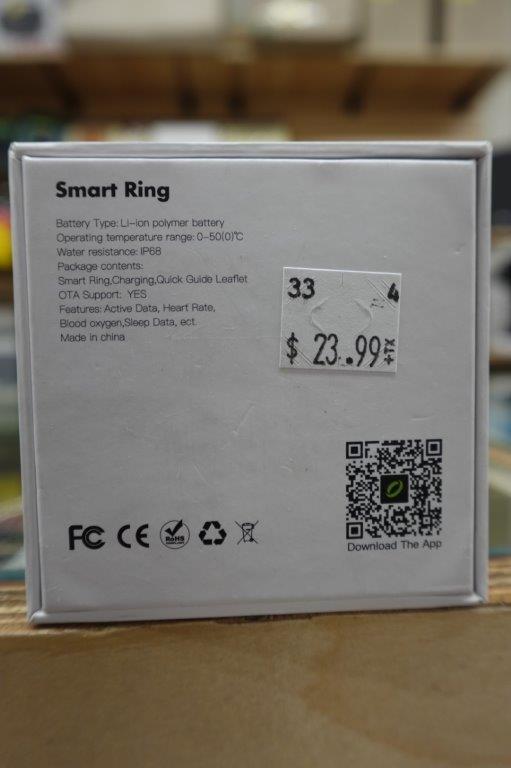 Smart Ring
Battery Type: Li-ion polymer battery
Operating temperature range: 0-50(0)℃
Water resistance: IP68
Package contents:
Smart Ring,Charging,Quick Guide Leaflet
OTA Support: YES
Features: Active Data, Heart Rate,
Blood oxygen,Sleep Data, ect.
Made in china
33 4
$ 23.99 +TX
FC CE RoHS
Download The App